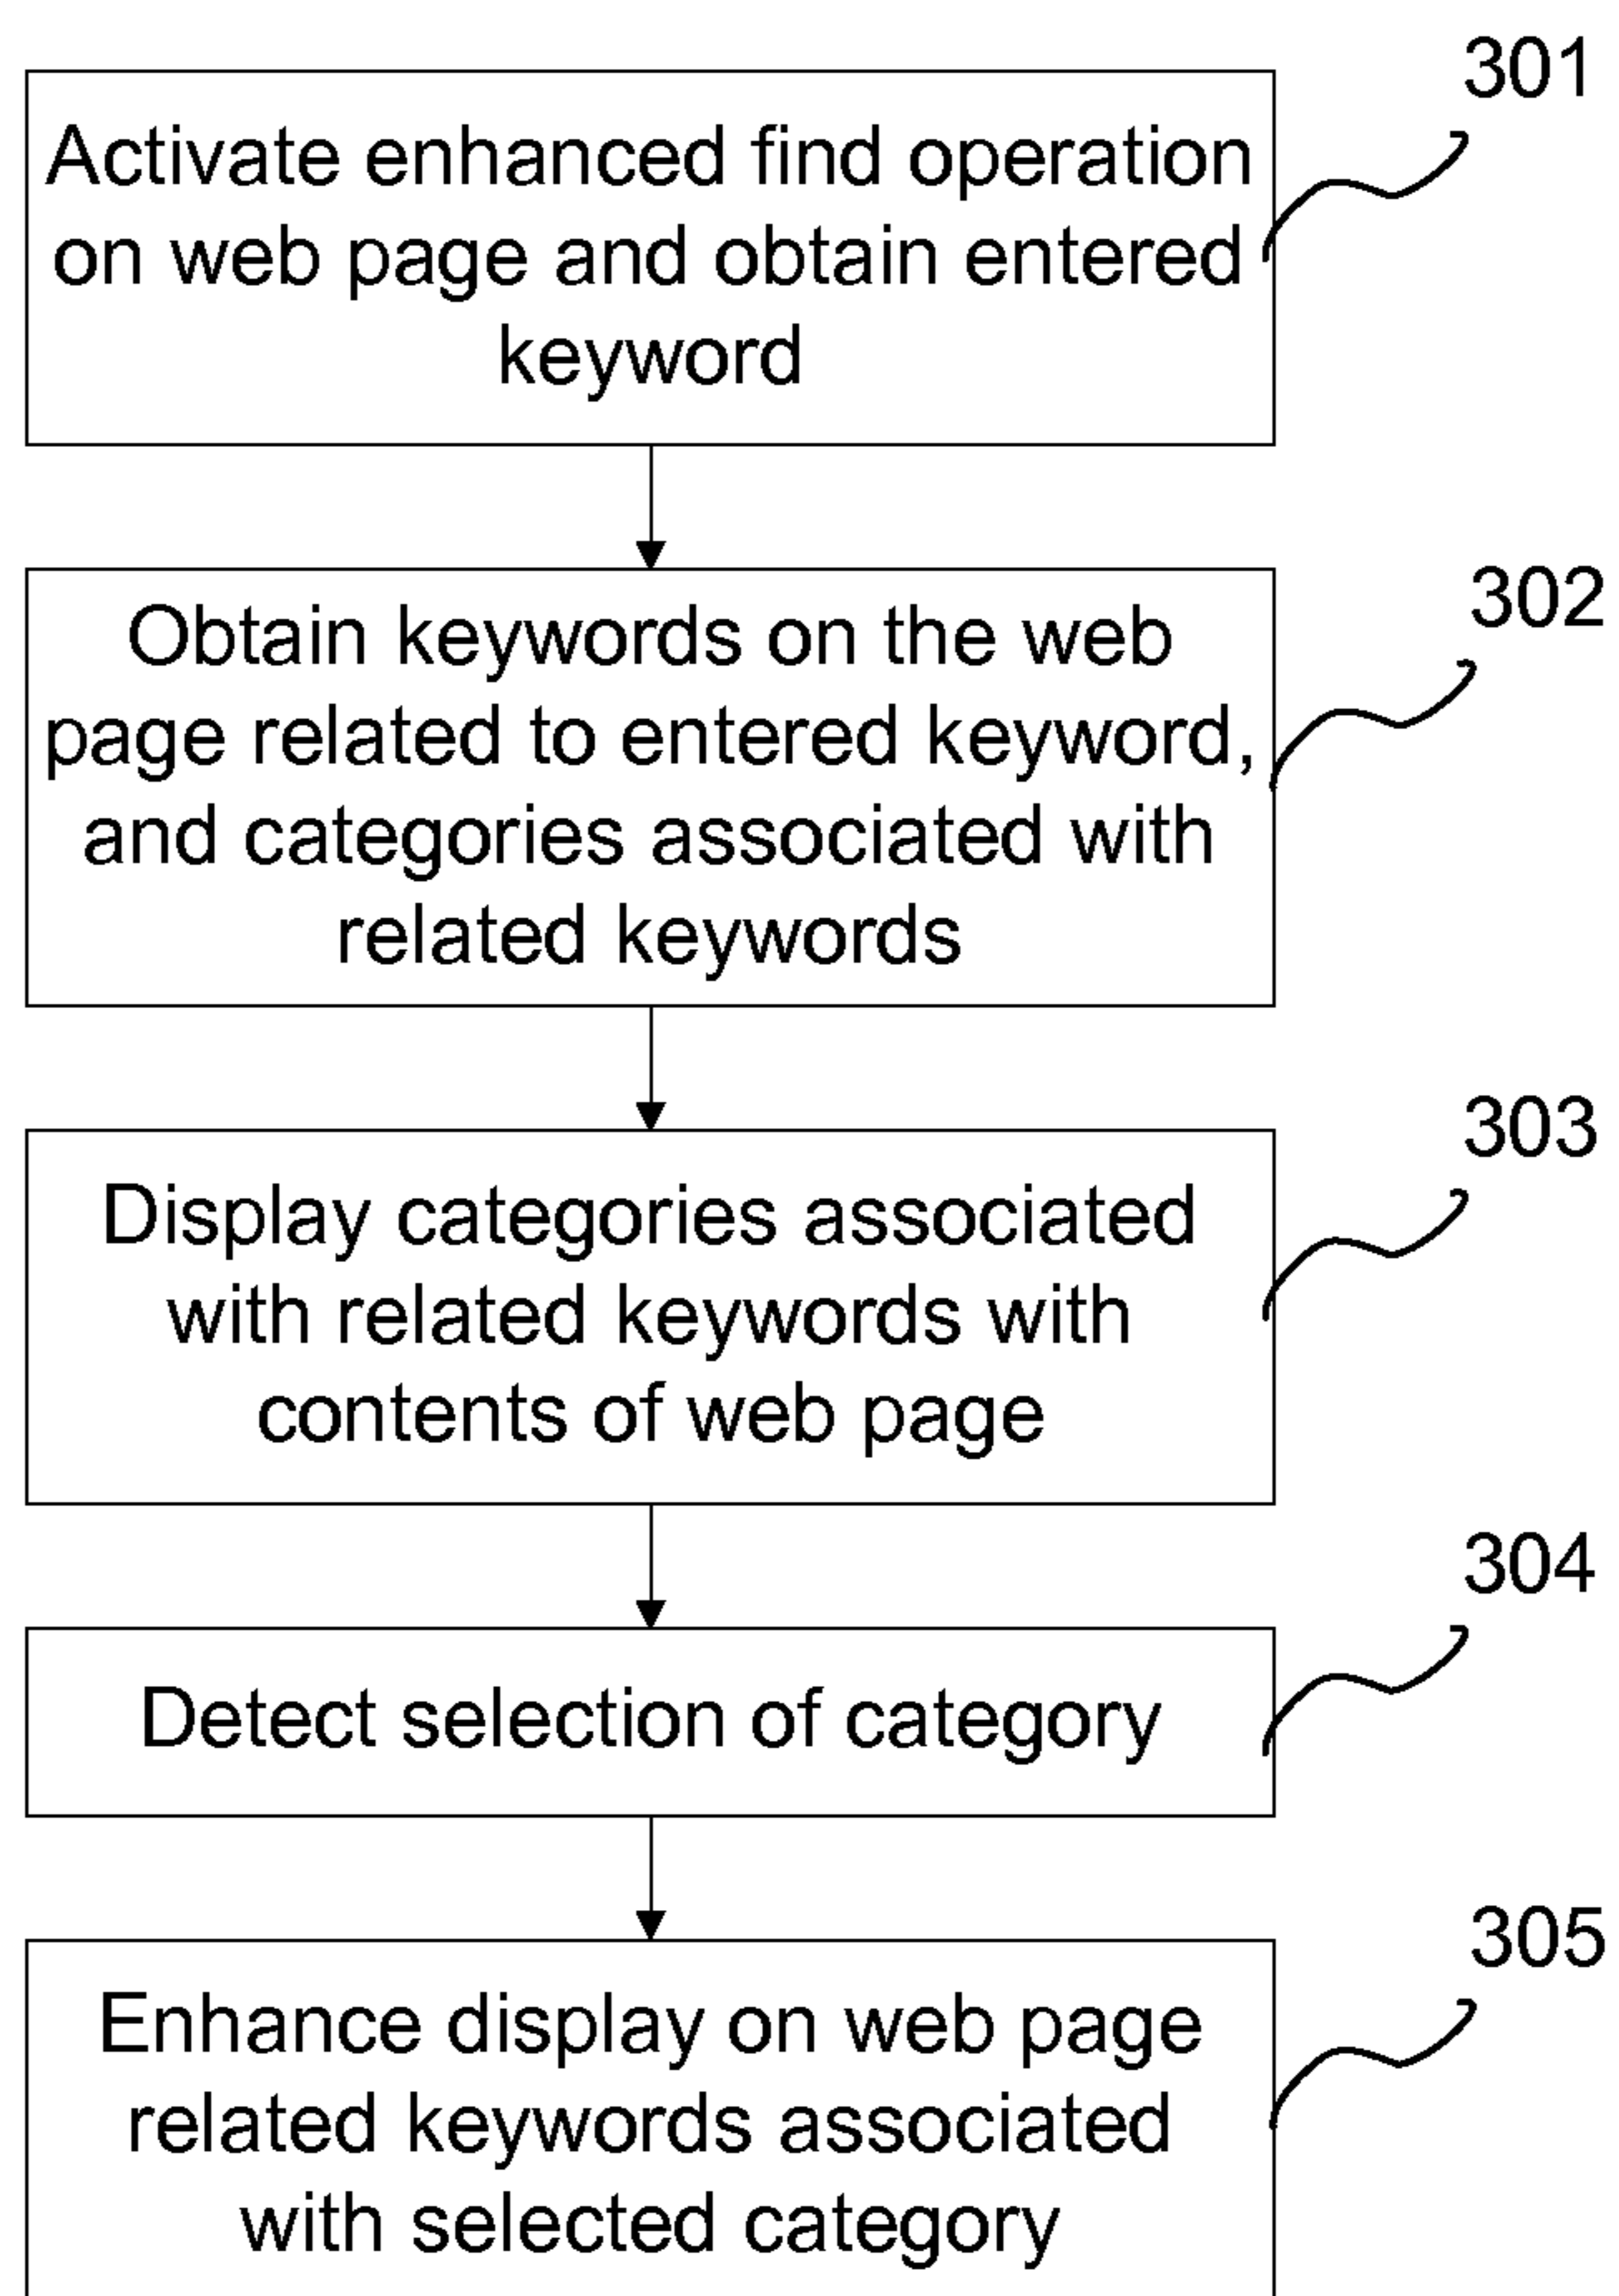 301
Activate enhanced find operation
on web page and obtain entered
keyword
302
Obtain keywords on the web
page related to entered keyword,
and categories associated with
related keywords
303
Display categories associated
with related keywords with
contents of web page
304
Detect selection of category
305
Enhance display on web page
related keywords associated
with selected category